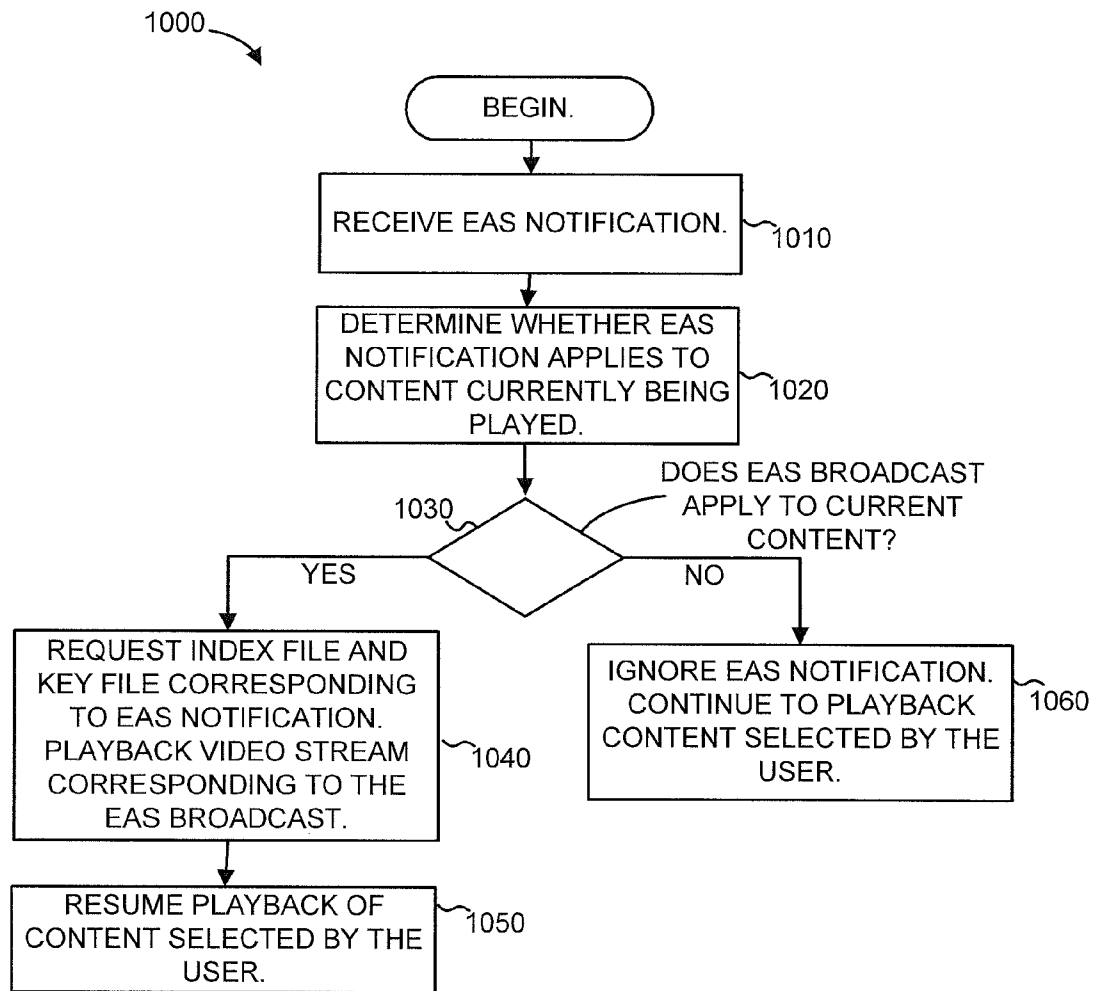 1000
BEGIN.
RECEIVE EAS NOTIFICATION.
1010
DETERMINE WHETHER EAS
NOTIFICATION APPLIES TO
CONTENT CURRENTLY BEING
PLAYED.
1020
DOES EAS BROADCAST
APPLY TO CURRENT
CONTENT?
1030
YES
NO
REQUEST INDEX FILE AND
KEY FILE CORRESPONDING
TO EAS NOTIFICATION.
PLAYBACK VIDEO STREAM
CORRESPONDING TO THE
EAS BROADCAST.
1040
IGNORE EAS NOTIFICATION.
CONTINUE TO PLAYBACK
CONTENT SELECTED BY THE
USER.
1060
RESUME PLAYBACK OF
CONTENT SELECTED BY THE
USER.
1050